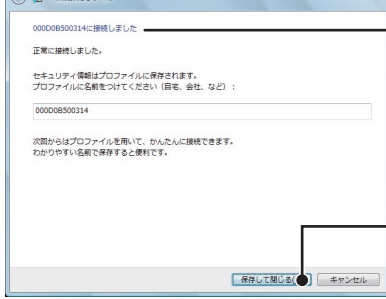 000D0B500314に接続しました
正常に接続しました。
セキュリティ情報はプロファイルに保存されます。
プロファイルに名前をつけてください（自宅、会社、など）：
000D0B500314
次回からはプロファイルを用いて、かんたんに接続できます。
わかりやすい名前で保存すると便利です。
保存して閉じる(
キャンセル